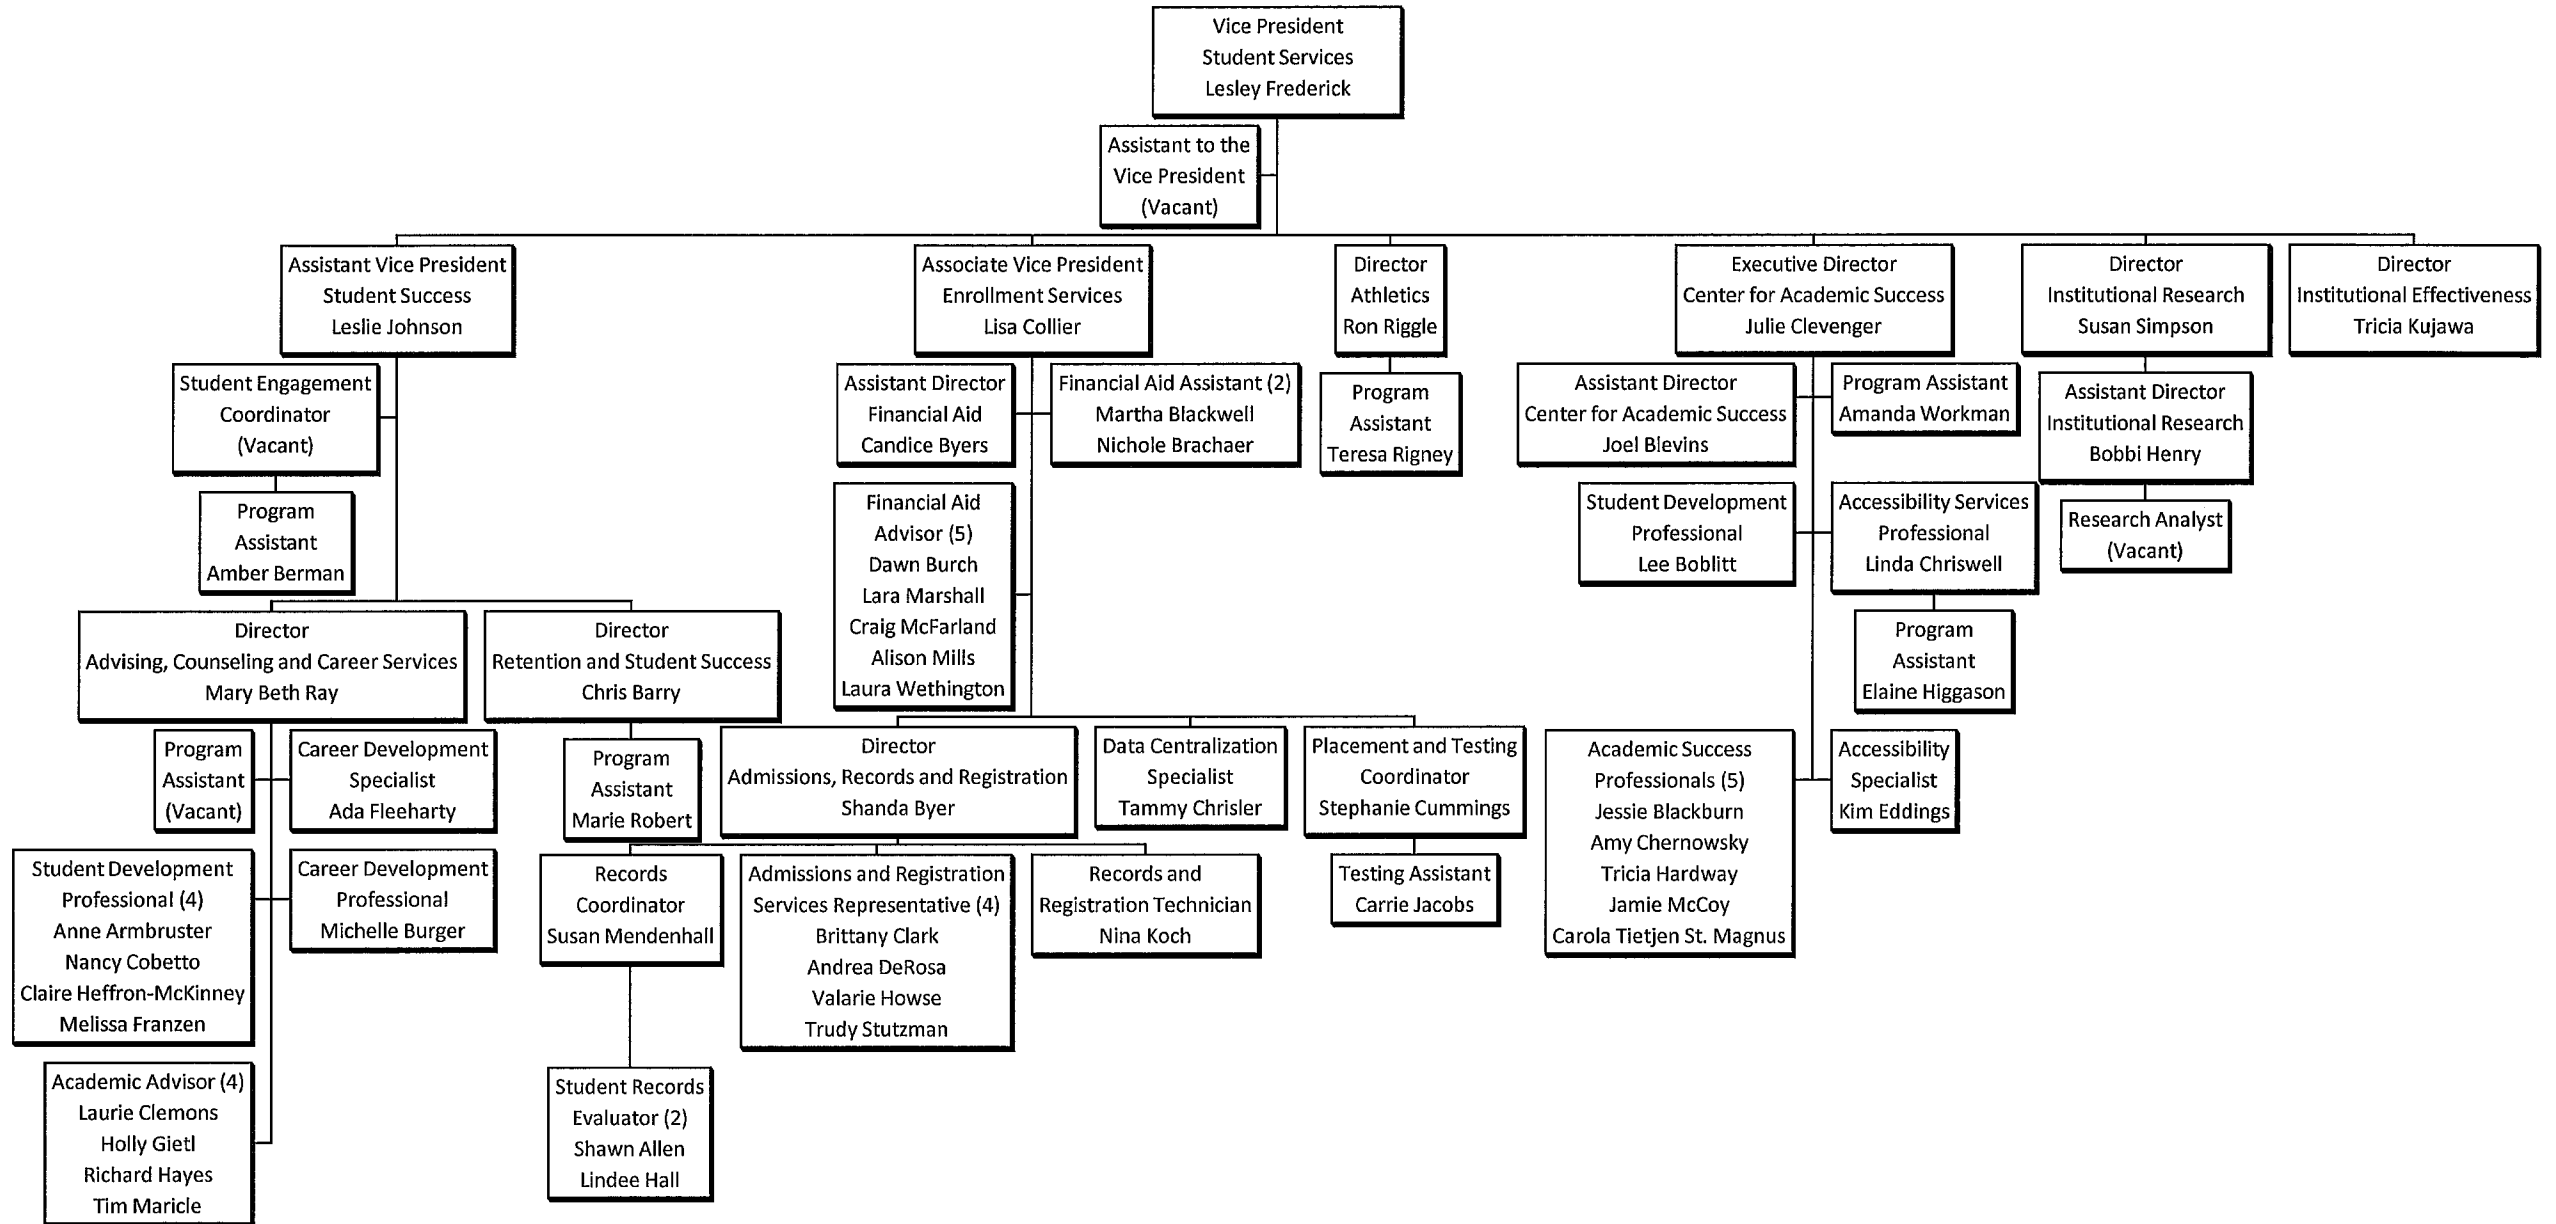 Vice President
Student Services
Lesley Frederick
Assistant to the
Vice President
(Vacant)
Assistant Vice President
Student Success
Leslie Johnson
Associate Vice President
Enrollment Services
Lisa Collier
Director
Athletics
Ron Riggle
Executive Director
Center for Academic Success
Julie Clevenger
Director
Institutional Research
Susan Simpson
Director
Institutional Effectiveness
Tricia Kujawa
Student Engagement
Coordinator
(Vacant)
Program
Assistant
Amber Berman
Assistant Director
Financial Aid
Candice Byers
Financial Aid Assistant (2)
Martha Blackwell
Nichole Brachaer
Program
Assistant
Teresa Rigney
Assistant Director
Center for Academic Success
Joel Blevins
Program Assistant
Amanda Workman
Assistant Director
Institutional Research
Bobbi Henry
Financial Aid
Advisor (5)
Dawn Burch
Lara Marshall
Craig McFarland
Alison Mills
Laura Wethington
Student Development
Professional
Lee Boblitt
Accessibility Services
Professional
Linda Chriswell
Research Analyst
(Vacant)
Program
Assistant
Elaine Higgason
Director
Advising, Counseling and Career Services
Mary Beth Ray
Director
Retention and Student Success
Chris Barry
Program
Assistant
(Vacant)
Career Development
Specialist
Ada Fleeharty
Program
Assistant
Marie Robert
Director
Admissions, Records and Registration
Shanda Byer
Data Centralization
Specialist
Tammy Chrisler
Placement and Testing
Coordinator
Stephanie Cummings
Academic Success
Professionals (5)
Jessie Blackburn
Amy Chernowsky
Tricia Hardway
Jamie McCoy
Carola Tietjen St. Magnus
Accessibility
Specialist
Kim Eddings
Student Development
Professional (4)
Anne Armbruster
Nancy Cobetto
Claire Heffron-McKinney
Melissa Franzen
Career Development
Professional
Michelle Burger
Records
Coordinator
Susan Mendenhall
Admissions and Registration
Services Representative (4)
Brittany Clark
Andrea DeRosa
Valarie Howse
Trudy Stutzman
Records and
Registration Technician
Nina Koch
Testing Assistant
Carrie Jacobs
Academic Advisor (4)
Laurie Clemons
Holly Gietl
Richard Hayes
Tim Maricle
Student Records
Evaluator (2)
Shawn Allen
Lindee Hall